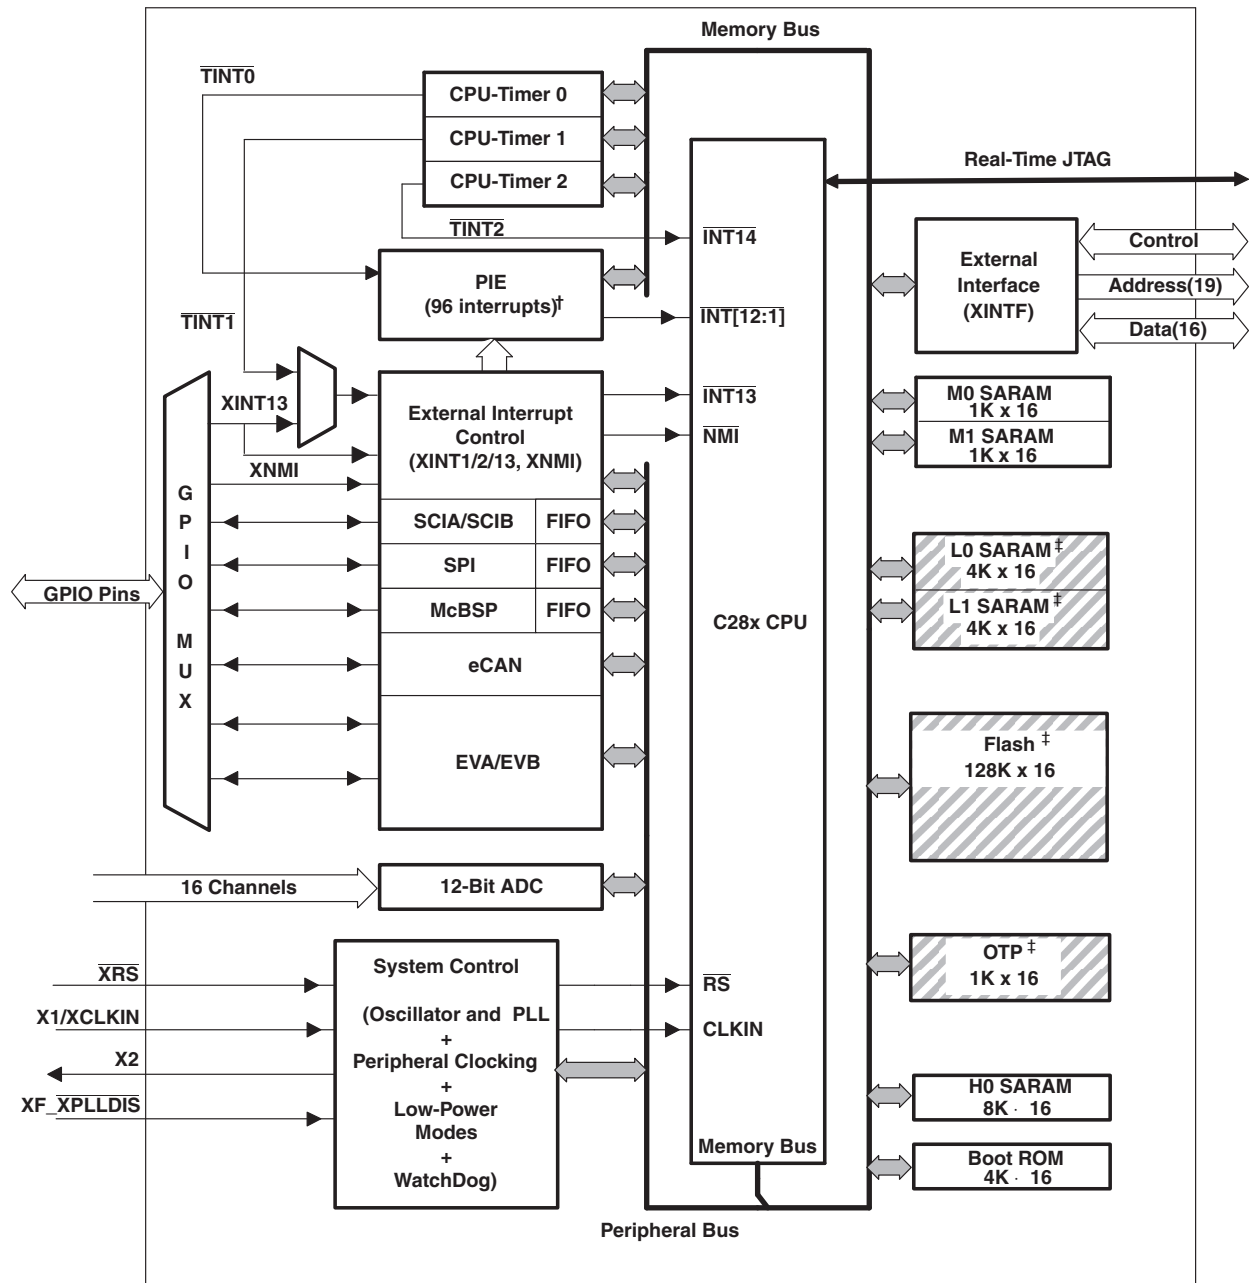 Memory Bus
TINT0
CPU-Timer 0
CPU-Timer 1
CPU-Timer 2
Real-Time JTAG
TINT2
INT14
Control
External
Interface
(XINTF)
Address(19)
Data(16)
PIE
(96 interrupts)†
INT[12:1]
TINT1
XINT13
External Interrupt
Control
(XINT1/2/13, XNMI)
INT13
NMI
XNMI
M0 SARAM
1K x 16
M1 SARAM
1K x 16
GPIO MUX
GPIO Pins
SCIA/SCIB
FIFO
SPI
FIFO
McBSP
FIFO
eCAN
EVA/EVB
C28x CPU
L0 SARAM‡
4K x 16
L1 SARAM‡
4K x 16
Flash ‡
128K x 16
16 Channels
12-Bit ADC
OTP ‡
1K x 16
XRS
X1/XCLKIN
X2
XF_XPLLDIS
System Control
(Oscillator and PLL
+
Peripheral Clocking
+
Low-Power
Modes
+
WatchDog)
RS
CLKIN
H0 SARAM
8K · 16
Memory Bus
Boot ROM
4K · 16
Peripheral Bus